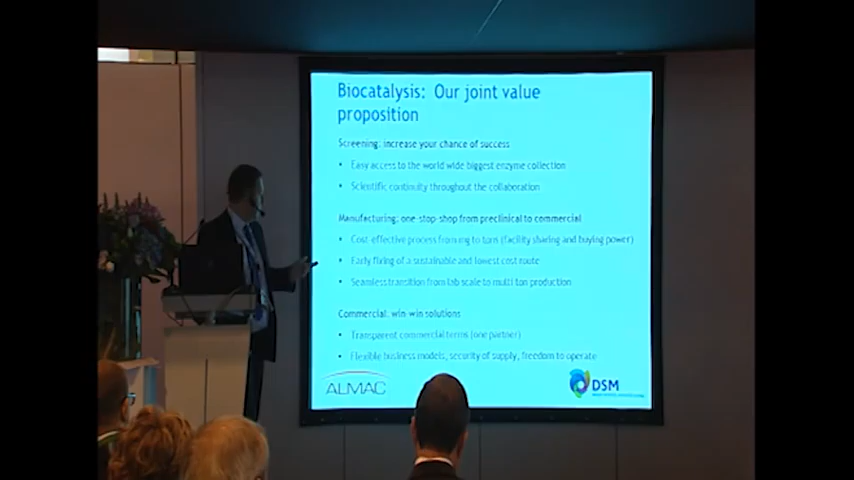 Biocatalysis: Our joint value
proposition
Screening: increase your chance of success
• Easy access to the world wide biggest enzyme collection
• Scientific continuity throughout the collaboration
Manufacturing: one-stop-shop from preclinical to commercial
• Cost-effective process from mg to tons (facility sharing and buying power)
• Early fixing of a sustainable and lowest cost route
• Seamless transition from lab scale to multi ton production
Commercial: win-win solutions
• Transparent commercial terms (one partner)
• Flexible business models, security of supply, freedom to operate
ALMAC
DSM